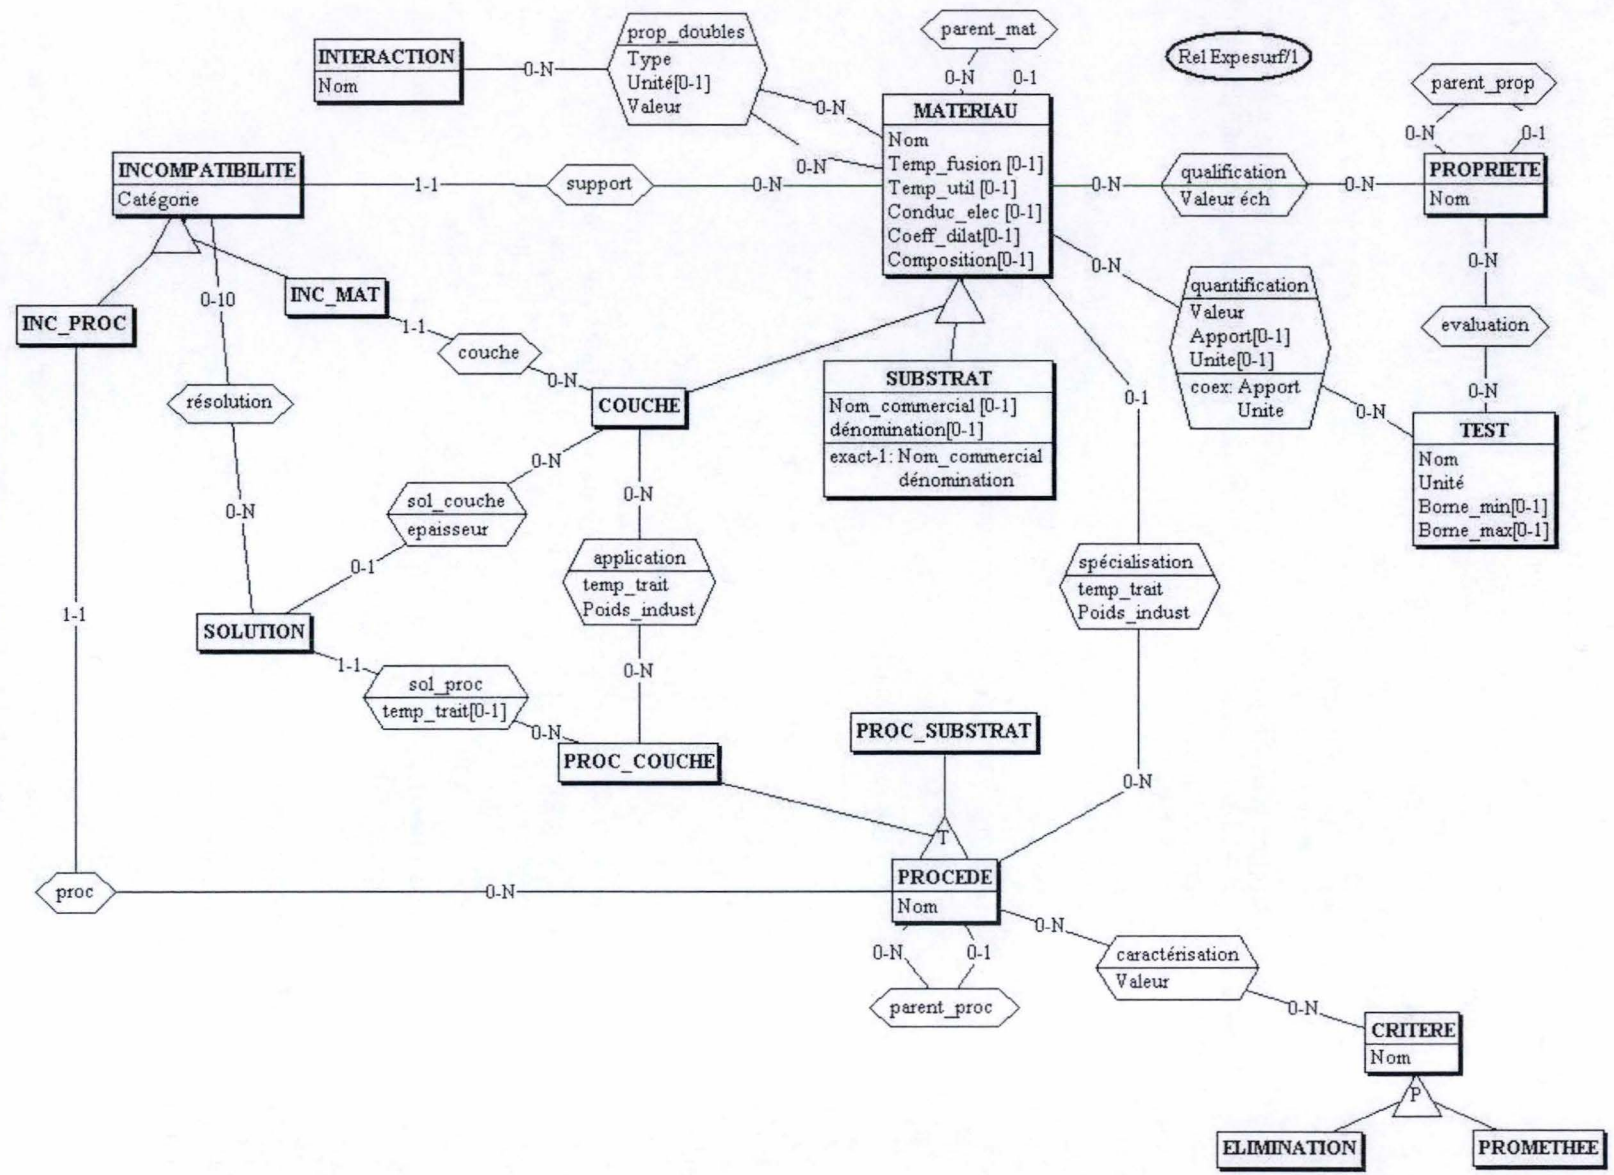 parent_mat
Rel Expesurf/1
prop_doubles
Type
Unité[0-1]
Valeur
INTERACTION
Nom
0-N
0-N
0-N
0-N
0-1
MATERIAU
Nom
Temp_fusion [0-1]
Temp_util [0-1]
Conduc_elec [0-1]
Coeff_dilat[0-1]
Composition[0-1]
parent_prop
0-N
0-1
PROPRIETE
Nom
INCOMPATIBILITE
Catégorie
1-1
support
0-N
0-N
qualification
Valeur éch
0-N
0-N
quantification
Valeur
Apport[0-1]
Unite[0-1]
coex: Apport
Unite
0-N
0-N
evaluation
0-N
TEST
Nom
Unité
Borne_min[0-1]
Borne_max[0-1]
INC_PROC
0-10
INC_MAT
1-1
couche
0-N
COUCHE
SUBSTRAT
Nom_commercial [0-1]
dénomination[0-1]
exact-1: Nom_commercial
dénomination
0-1
résolution
0-N
0-N
sol_couche
epaisseur
0-1
0-N
application
temp_trait
Poids_indust
0-N
spécialisation
temp_trait
Poids_indust
0-N
1-1
SOLUTION
1-1
sol_proc
temp_trait[0-1]
0-N
PROC_COUCHE
PROC_SUBSTRAT
T
PROCEDE
Nom
proc
0-N
0-N
0-1
parent_proc
0-N
caractérisation
Valeur
0-N
CRITERE
Nom
P
ELIMINATION
PROMETHEE